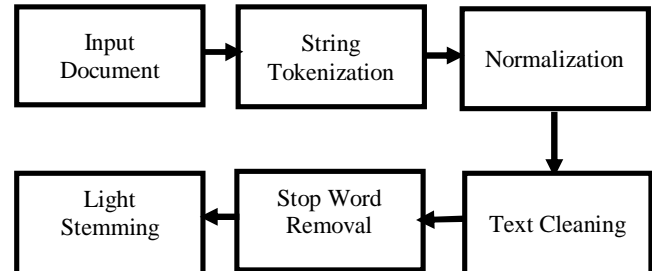 Input
Document
String
Tokenization
Normalization
Text Cleaning
Stop Word
Removal
Light
Stemming